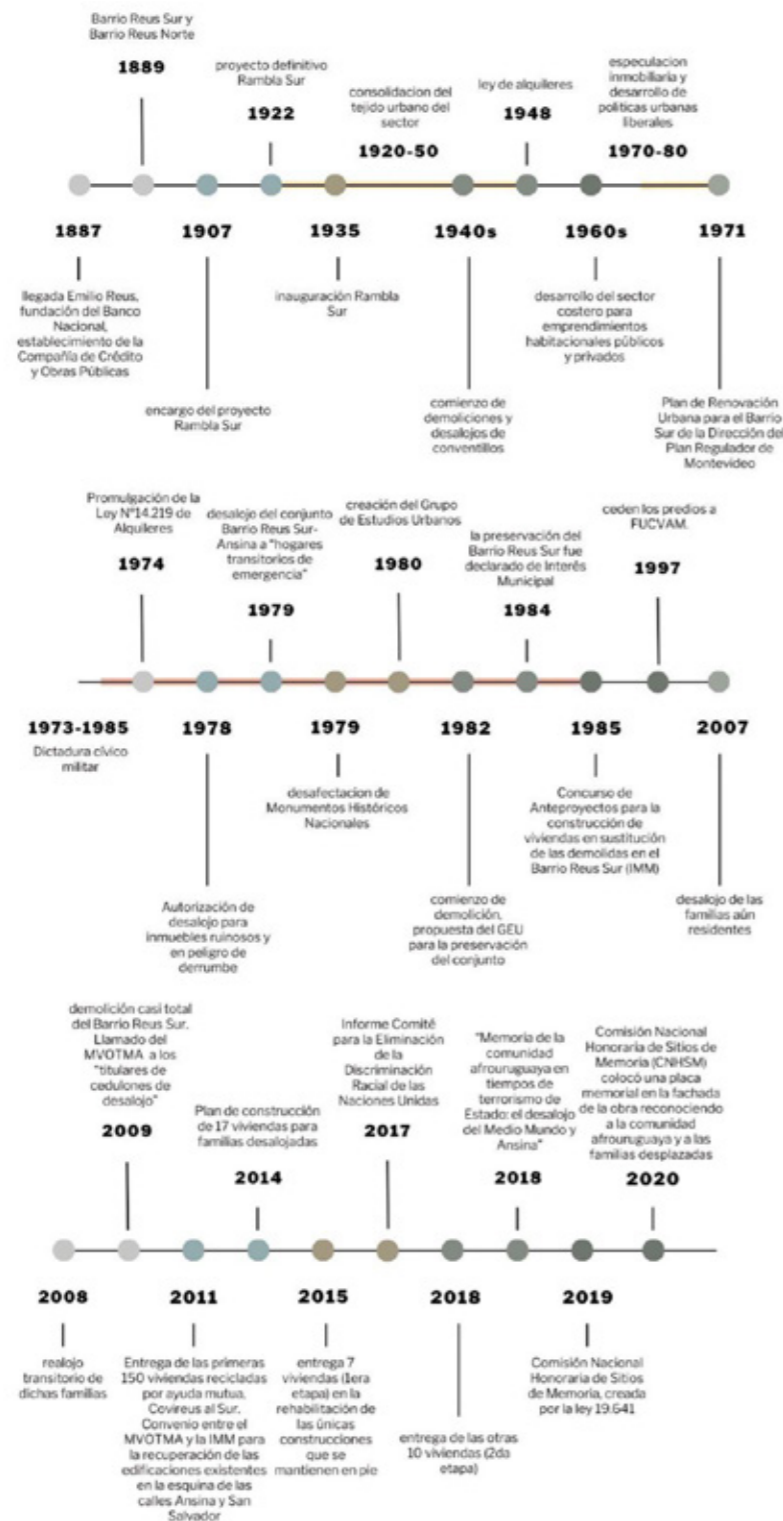 Barrio Reus Sur y
Barrio Reus Norte
1889
proyecto definitivo
Rambla Sur
1922
consolidacion del
tejido urbano del
sector
1920-50
ley de alquileres
1948
especulacion
inmobiliaria y
desarrollo de
politicas urbanas
liberales
1970-80
1887
llegada Emilio Reus,
fundación del Banco
Nacional,
establecimiento de la
Compañía de Crédito
y Obras Públicas
1907
encargo del proyecto
Rambla Sur
1935
inauguración Rambla
Sur
1940s
comienzo de
demoliciones y
desalojos de
conventillos
1960s
desarrollo del sector
costero para
emprendimientos
habitacionales públicos
y privados
1971
Plan de Renovación
Urbana para el Barrio
Sur de la Dirección del
Plan Regulador de
Montevideo
Promulgación de la
Ley N°14.219 de
Alquileres
1974
desalojo del conjunto
Barrio Reus Sur-
Ansina a "hogares
transitorios de
emergencia"
1979
creación del Grupo
de Estudios Urbanos
1980
la preservación del
Barrio Reus Sur fue
declarado de Interés
Municipal
1984
ceden los predios a
FUCVAM.
1997
1973-1985
Dictadura cívico
militar
1978
Autorización de
desalojo para
inmuebles ruinosos y
en peligro de
derrumbe
1979
desafectacion de
Monumentos Históricos
Nacionales
1982
comienzo de
demolición,
propuesta del GEU
para la preservación
del conjunto
1985
Concurso de
Anteproyectos para la
construcción de
viviendas en sustitución
de las demolidas en el
Barrio Reus Sur (IMM)
2007
desalojo de las
familias aún
residentes
demolición casi total
del Barrio Reus Sur.
Llamado del
MVOTMA a los
"titulares de
cedulones de
desalojo"
2009
Plan de construcción
de 17 viviendas para
familias desalojadas
2014
Informe Comité
para la Eliminación
de la
Discriminación
Racial de las
Naciones Unidas
2017
"Memoria de la
comunidad
afrouruguaya en
tiempos de
terrorismo de
Estado: el desalojo
del Medio Mundo y
Ansina"
2018
Comisión Nacional
Honoraria de Sitios de
Memoria (CNHSM)
colocó una placa
memorial en la fachada
de la obra reconociendo
a la comunidad
afrouruguaya y a las
familias desplazadas
2020
2008
realojo
transitorio de
dichas familias
2011
Entrega de las primeras
150 viviendas recicladas
por ayuda mutua,
Covireus al Sur.
Convenio entre el
MVOTMA y la IMM para
la recuperación de las
edificaciones existentes
en la esquina de las
calles Ansina y San
Salvador
2015
entrega 7
viviendas (1era
etapa) en la
rehabilitación de
las únicas
construcciones
que se
mantienen en pie
2018
entrega de las otras
10 viviendas (2da
etapa)
2019
Comisión Nacional
Honoraria de Sitios
de Memoria, creada
por la ley 19.641